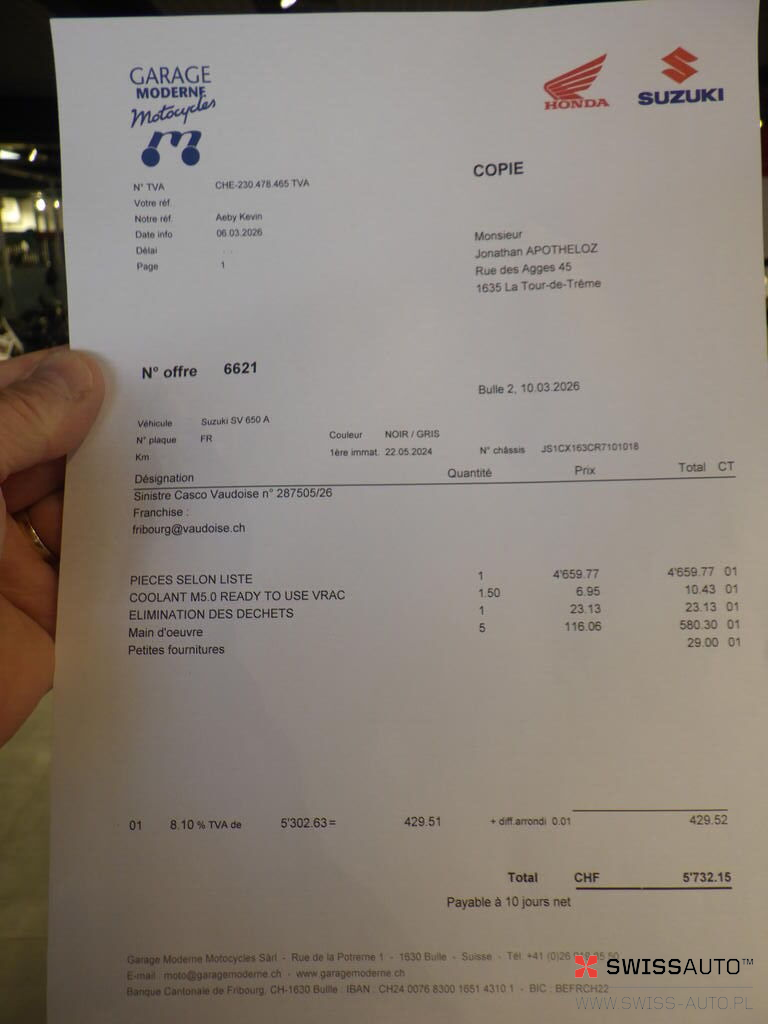 GARAGE
MODERNE
Motocycles
HONDA
SUZUKI
COPIE
N° TVA CHE-230.478.465 TVA
Votre réf.
Notre réf. Aeby Kevin
Date info 06.03.2026
Délai . .
Page 1
Monsieur
Jonathan APOTHELOZ
Rue des Agges 45
1635 La Tour-de-Trême
N° offre 6621
Bulle 2, 10.03.2026
Véhicule Suzuki SV 650 A
N° plaque FR Couleur NOIR / GRIS
Km 1ère immat. 22.05.2024 N° châssis JS1CX163CR7101018
Désignation Quantité Prix Total CT
Sinistre Casco Vaudoise n° 287505/26
Franchise :
fribourg@vaudoise.ch
PIECES SELON LISTE 1 4'659.77 4'659.77 01
COOLANT M5.0 READY TO USE VRAC 1.50 6.95 10.43 01
ELIMINATION DES DECHETS 1 23.13 23.13 01
Main d'oeuvre 5 116.06 580.30 01
Petites fournitures 29.00 01
01 8.10 % TVA de 5'302.63 = 429.51 + diff.arrondi 0.01 429.52
Total CHF 5'732.15
Payable à 10 jours net
Garage Moderne Motocycles Sàrl - Rue de la Poterne 1 - 1630 Bulle - Suisse - Tél. +41 (0)26
E-mail : moto@garagemoderne.ch - www.garagemoderne.ch
Banque Cantonale de Fribourg, CH-1630 Bulle : IBAN : CH24 0076 8300 1651 4310 1 - BIC : BEFRCH22
SWISSAUTO™
WWW.SWISS-AUTO.PL